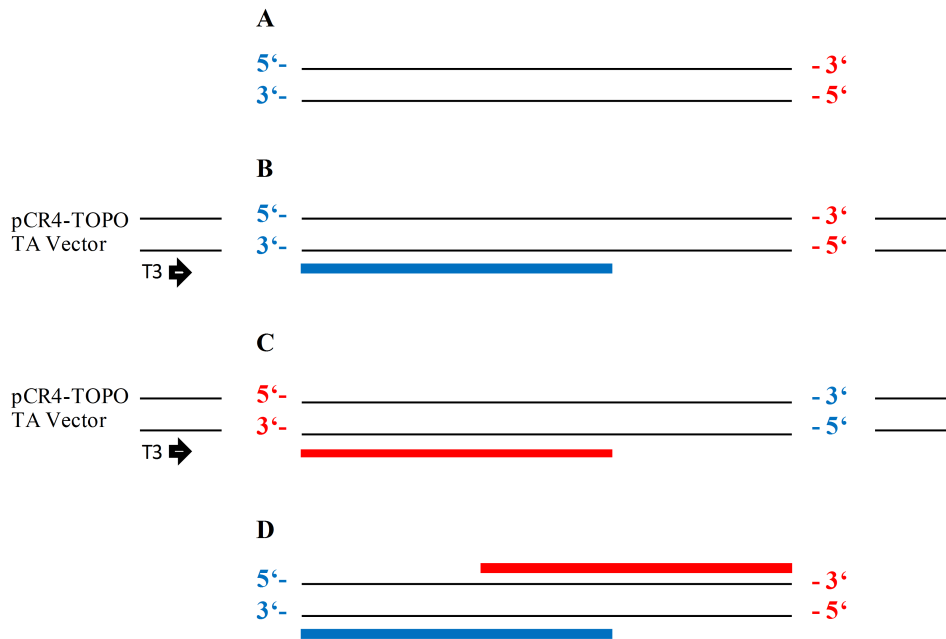 A
5‘- -3‘
3‘- -5‘
B
pCR4-TOPO 5‘- -3‘
TA Vector 3‘- -5‘
T3
C
pCR4-TOPO 5‘- -3‘
TA Vector 3‘- -5‘
T3
D
5‘- -3‘
3‘- -5‘